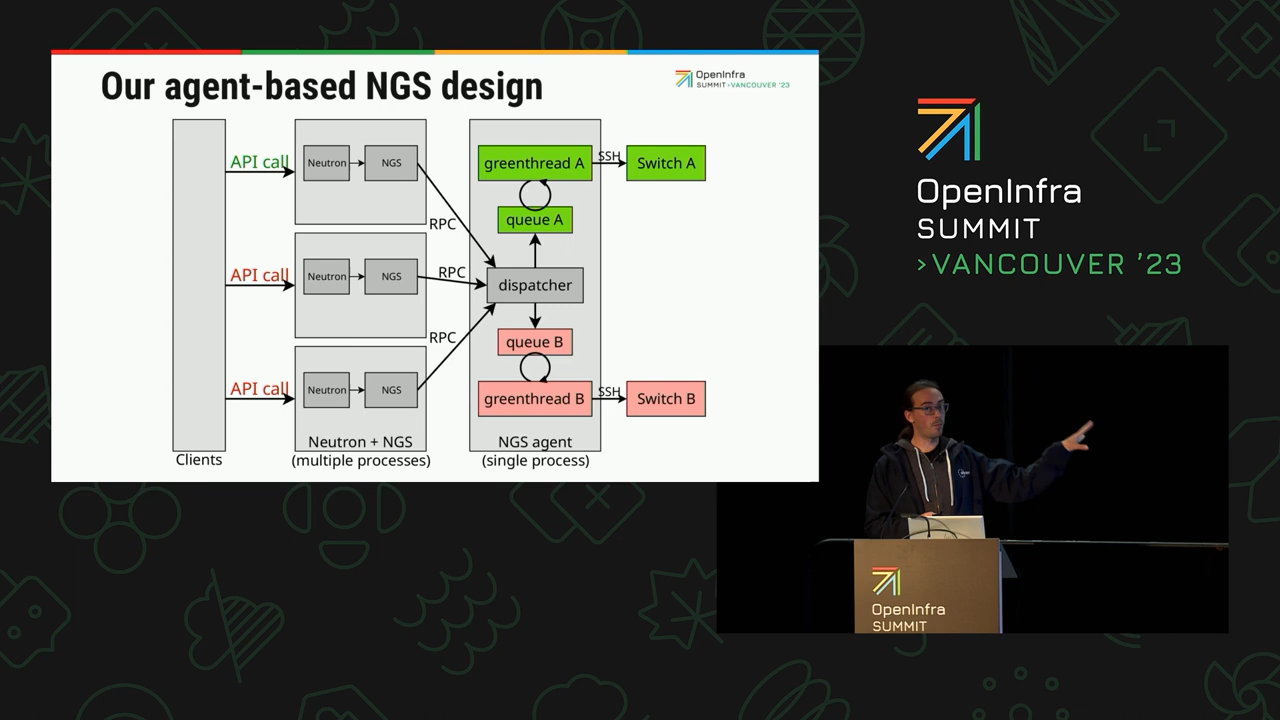 Our agent-based NGS design
OpenInfra
SUMMIT >VANCOUVER '23
API call
Neutron
NGS
RPC
greenthread A
SSH
Switch A
queue A
API call
Neutron
NGS
RPC
dispatcher
API call
Neutron
NGS
RPC
queue B
greenthread B
SSH
Switch B
Clients
Neutron + NGS
(multiple processes)
NGS agent
(single process)
OpenInfra
SUMMIT
>VANCOUVER '23
OpenInfra
SUMMIT